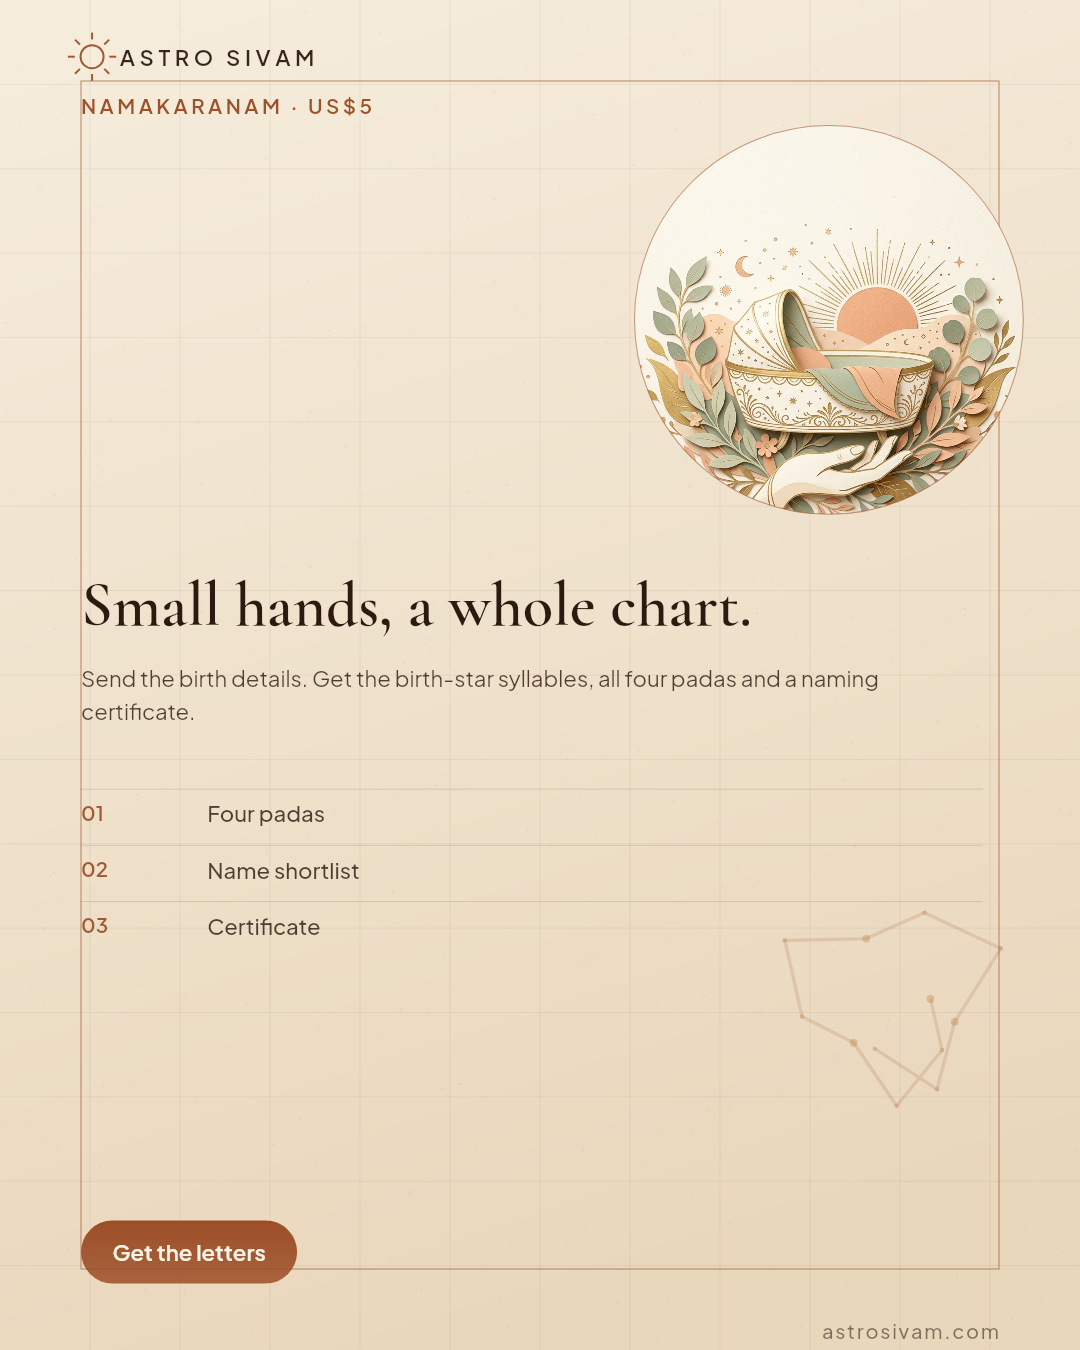 ASTRO SIVAM
NAMAKARANAM · US$5
Small hands, a whole chart.
Send the birth details. Get the birth-star syllables, all four padas and a naming
certificate.
01 Four padas
02 Name shortlist
03 Certificate
Get the letters
astrosivam.com